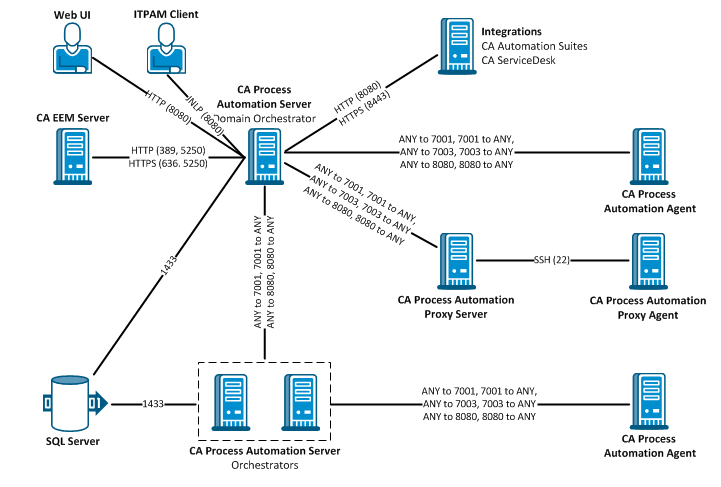 Web UI
ITPAM Client
Integrations
CA Automation Suites
CA ServiceDesk
HTTP (8080)
JNLP (8080)
CA Process
Automation Server
Domain Orchestrator
HTTP (8080)
HTTPS (8443)
CA EEM Server
HTTP (389, 5250)
HTTPS (636. 5250)
ANY to 7001, 7001 to ANY,
ANY to 7003, 7003 to ANY,
ANY to 8080, 8080 to ANY
CA Process
Automation Agent
ANY to 7001, 7001 to ANY,
ANY to 7003, 7003 to ANY
ANY to 8080, 8080 to ANY
ANY to 7001, 7001 to ANY
ANY to 8080, 8080 to ANY
1433
SSH (22)
CA Process Automation
Proxy Server
CA Process Automation
Proxy Agent
SQL Server
1433
CA Process Automation Server
Orchestrators
ANY to 7001, 7001 to ANY,
ANY to 7003, 7003 to ANY
ANY to 8080, 8080 to ANY
CA Process
Automation Agent